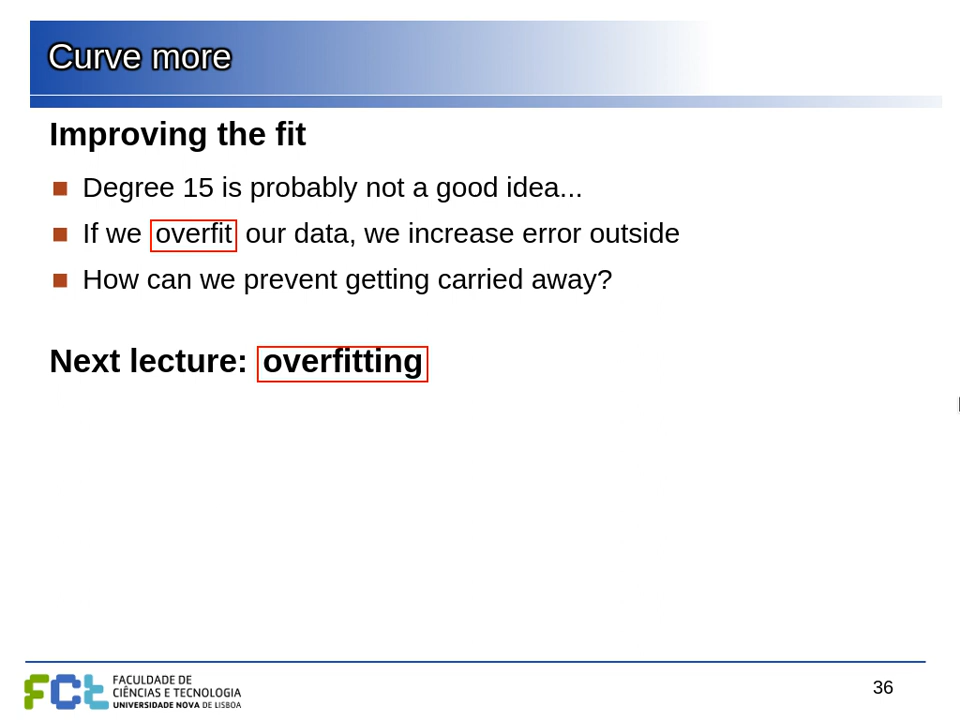 Curve more
Improving the fit
Degree 15 is probably not a good idea...
If we overfit our data, we increase error outside
How can we prevent getting carried away?
Next lecture: overfitting
FCt
FACULDADE DE
CIÊNCIAS E TECNOLOGIA
UNIVERSIDADE NOVA DE LISBOA
36